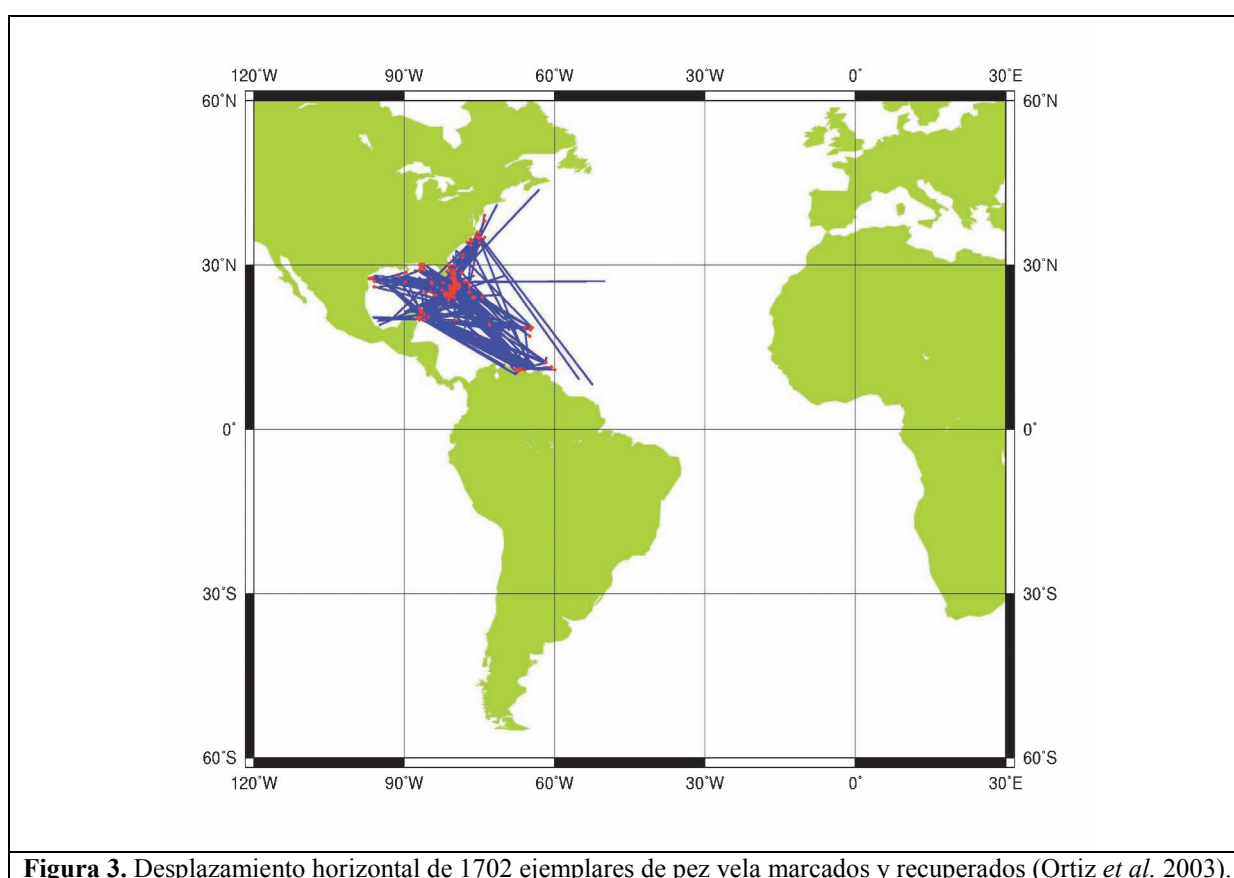 120˚W 90˚W 60˚W 30˚W 0˚ 30˚E
60˚N 60˚N
30˚N 30˚N
0˚ 0˚
30˚S 30˚S
60˚S 60˚S
120˚W 90˚W 60˚W 30˚W 0˚ 30˚E
Figura 3. Desplazamiento horizontal de 1702 ejemplares de pez vela marcados y recuperados (Ortiz et al. 2003).